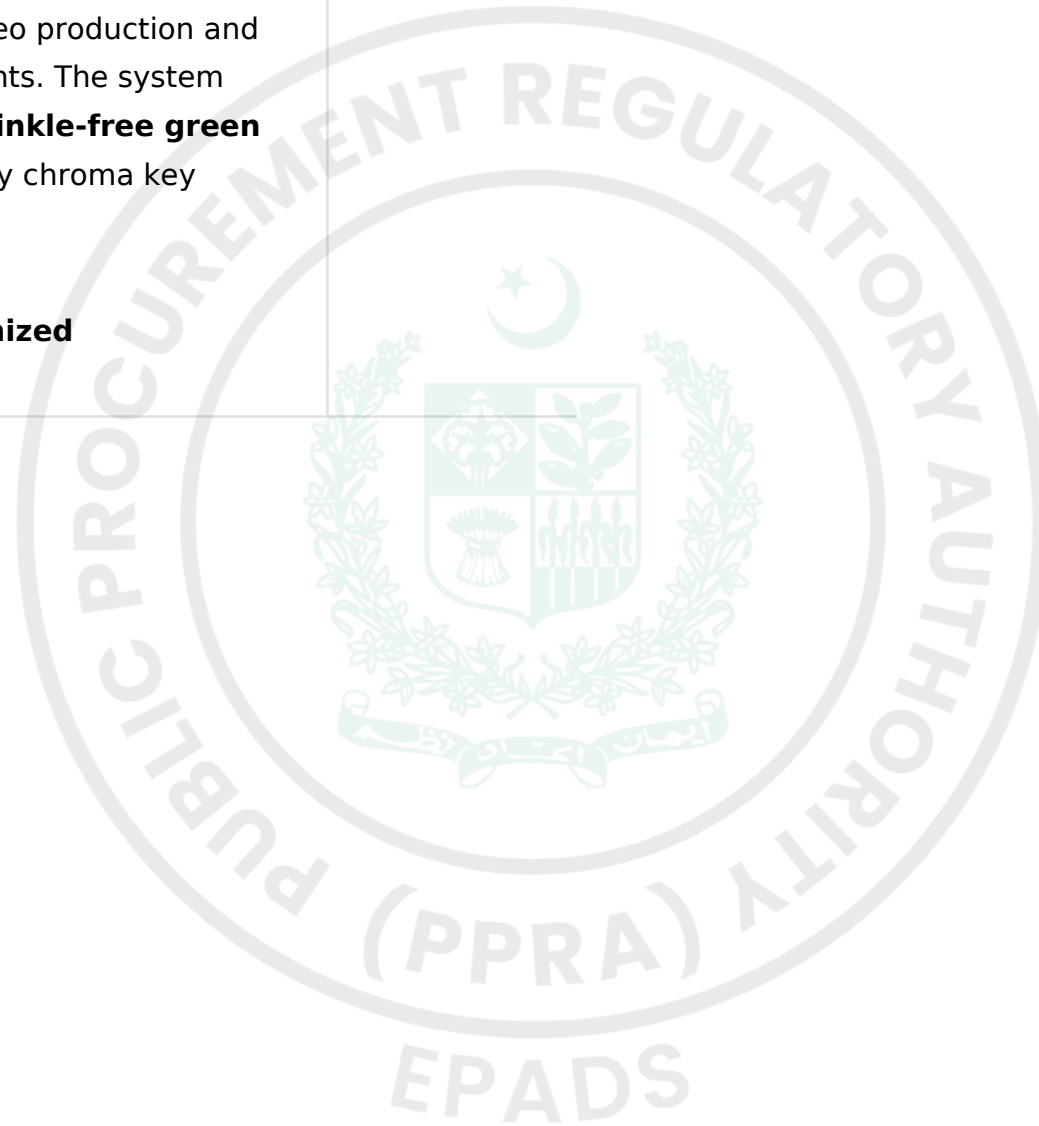 eo production and
nts. The system
inkle-free green
y chroma key
nized
PUBLIC PROCUREMENT REGULATORY AUTHORITY
(PPRA)
EPADS